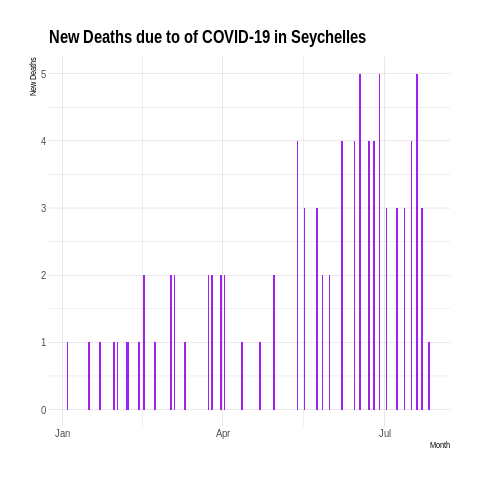 New Deaths due to of COVID-19 in Seychelles
New Deaths
5
4
3
2
1
0
Jan
Apr
Jul
Month